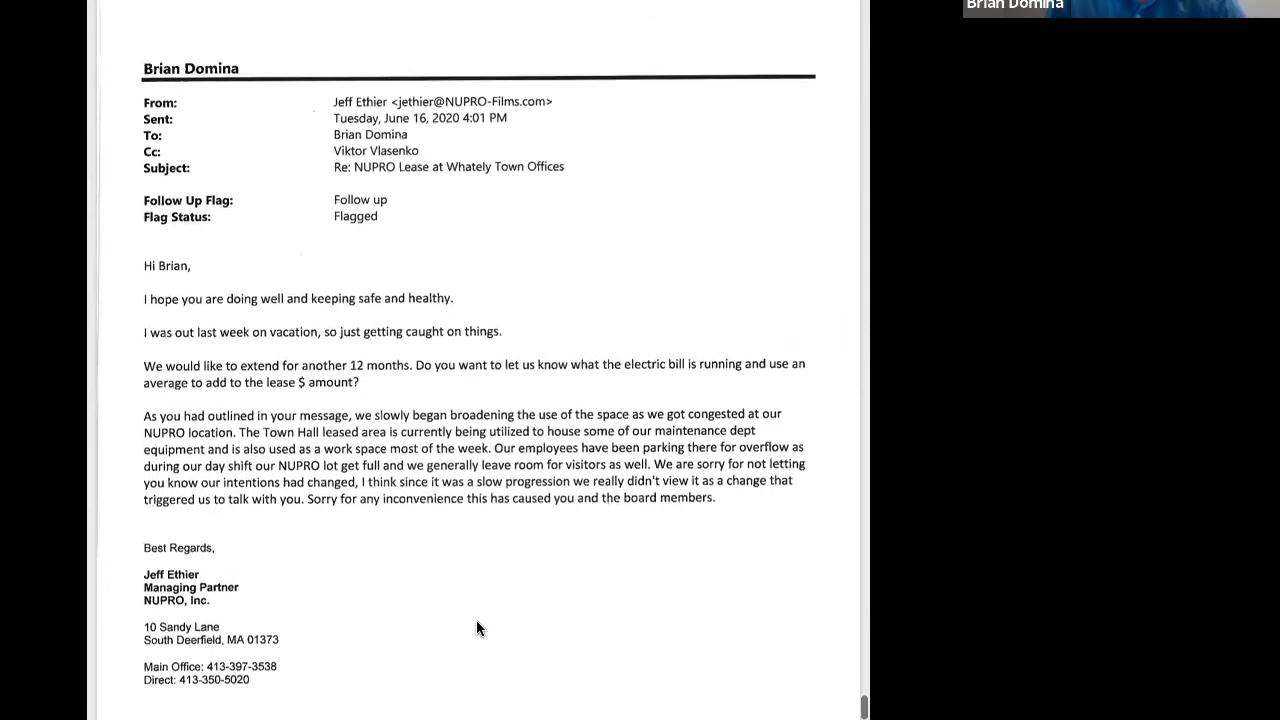 Brian Domina
Brian Domina
From: Jeff Ethier <jethier@NUPRO-Films.com>
Sent: Tuesday, June 16, 2020 4:01 PM
To: Brian Domina
Cc: Viktor Vlasenko
Subject: Re: NUPRO Lease at Whately Town Offices
Follow Up Flag: Follow up
Flag Status: Flagged
Hi Brian,
I hope you are doing well and keeping safe and healthy.
I was out last week on vacation, so just getting caught on things.
We would like to extend for another 12 months. Do you want to let us know what the electric bill is running and use an
average to add to the lease $ amount?
As you had outlined in your message, we slowly began broadening the use of the space as we got congested at our
NUPRO location. The Town Hall leased area is currently being utilized to house some of our maintenance dept
equipment and is also used as a work space most of the week. Our employees have been parking there for overflow as
during our day shift our NUPRO lot get full and we generally leave room for visitors as well. We are sorry for not letting
you know our intentions had changed, I think since it was a slow progression we really didn't view it as a change that
triggered us to talk with you. Sorry for any inconvenience this has caused you and the board members.
Best Regards,
Jeff Ethier
Managing Partner
NUPRO, Inc.
10 Sandy Lane
South Deerfield, MA 01373
Main Office: 413-397-3538
Direct: 413-350-5020